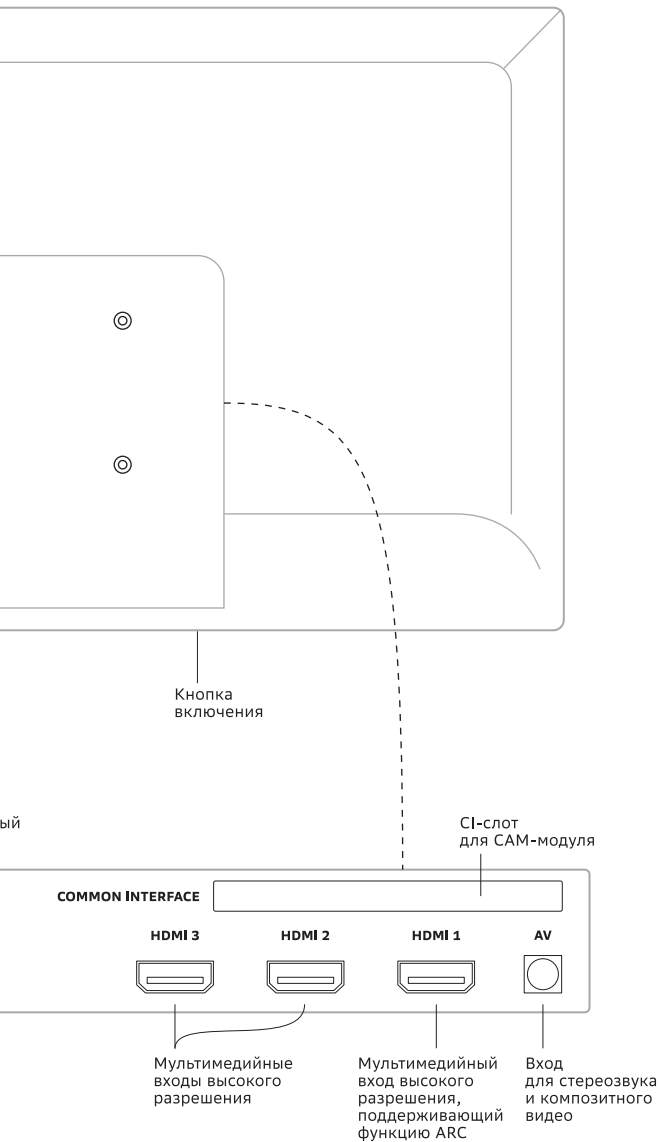 Кнопка
включения
ый
CI-слот
для CAM-модуля
COMMON INTERFACE
HDMI 3
HDMI 2
HDMI 1
AV
Мультимедийные
входы высокого
разрешения
Мультимедийный
вход высокого
разрешения,
поддерживающий
функцию ARC
Вход
для стереозвука
и композитного
видео